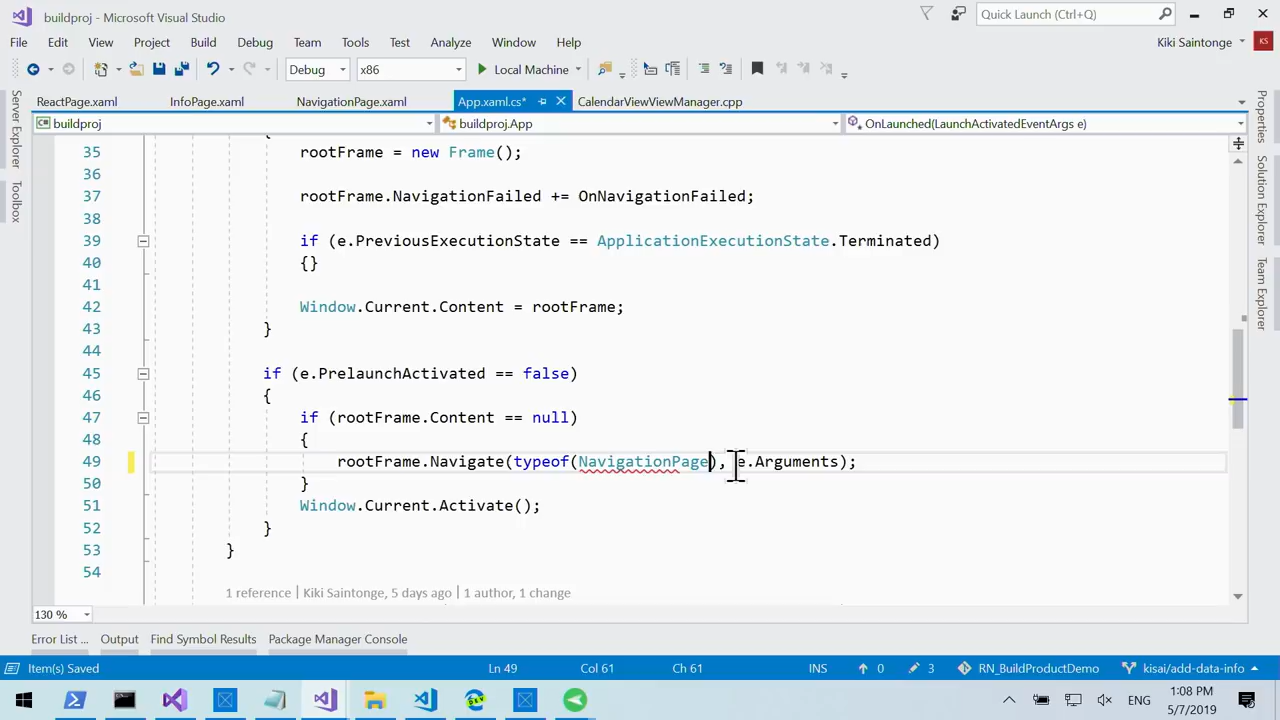 buildproj - Microsoft Visual Studio
Quick Launch (Ctrl+Q)
File Edit View Project Build Debug Team Tools Test Analyze Window Help
Kiki Saintonge KS
Debug x86 Local Machine
ReactPage.xaml InfoPage.xaml NavigationPage.xaml App.xaml.cs* CalendarViewViewManager.cpp
buildproj buildproj.App OnLaunched(LaunchActivatedEventArgs e)
Server Explorer
Toolbox
Properties
Solution Explorer
Team Explorer
{
35 rootFrame = new Frame();
36
37 rootFrame.NavigationFailed += OnNavigationFailed;
38
39 if (e.PreviousExecutionState == ApplicationExecutionState.Terminated)
40 {}
41
42 Window.Current.Content = rootFrame;
43 }
44
45 if (e.PrelaunchActivated == false)
46 {
47 if (rootFrame.Content == null)
48 {
49 rootFrame.Navigate(typeof(NavigationPage), e.Arguments);
50 }
51 Window.Current.Activate();
52 }
53 }
54
1 reference | Kiki Saintonge, 5 days ago | 1 author, 1 change
130 %
Error List ... Output Find Symbol Results Package Manager Console
Item(s) Saved Ln 49 Col 61 Ch 61 INS 0 3 RN_BuildProductDemo kisai/add-data-info
ENG 1:08 PM
5/7/2019